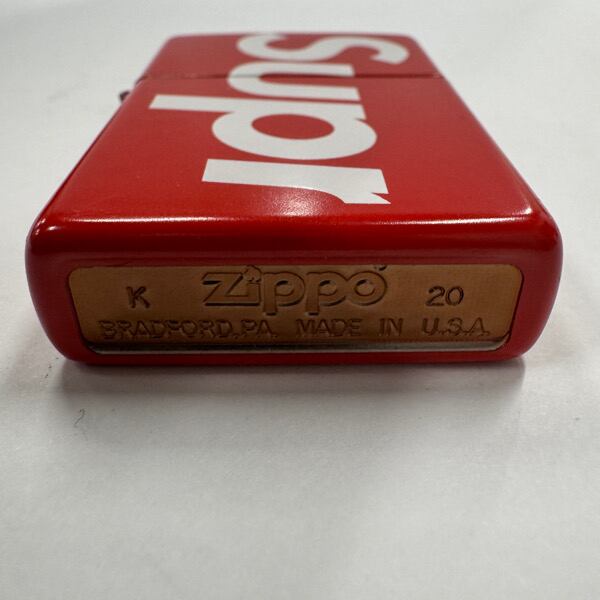 Supr
K Zippo 20
BRADFORD, PA. MADE IN U.S.A.